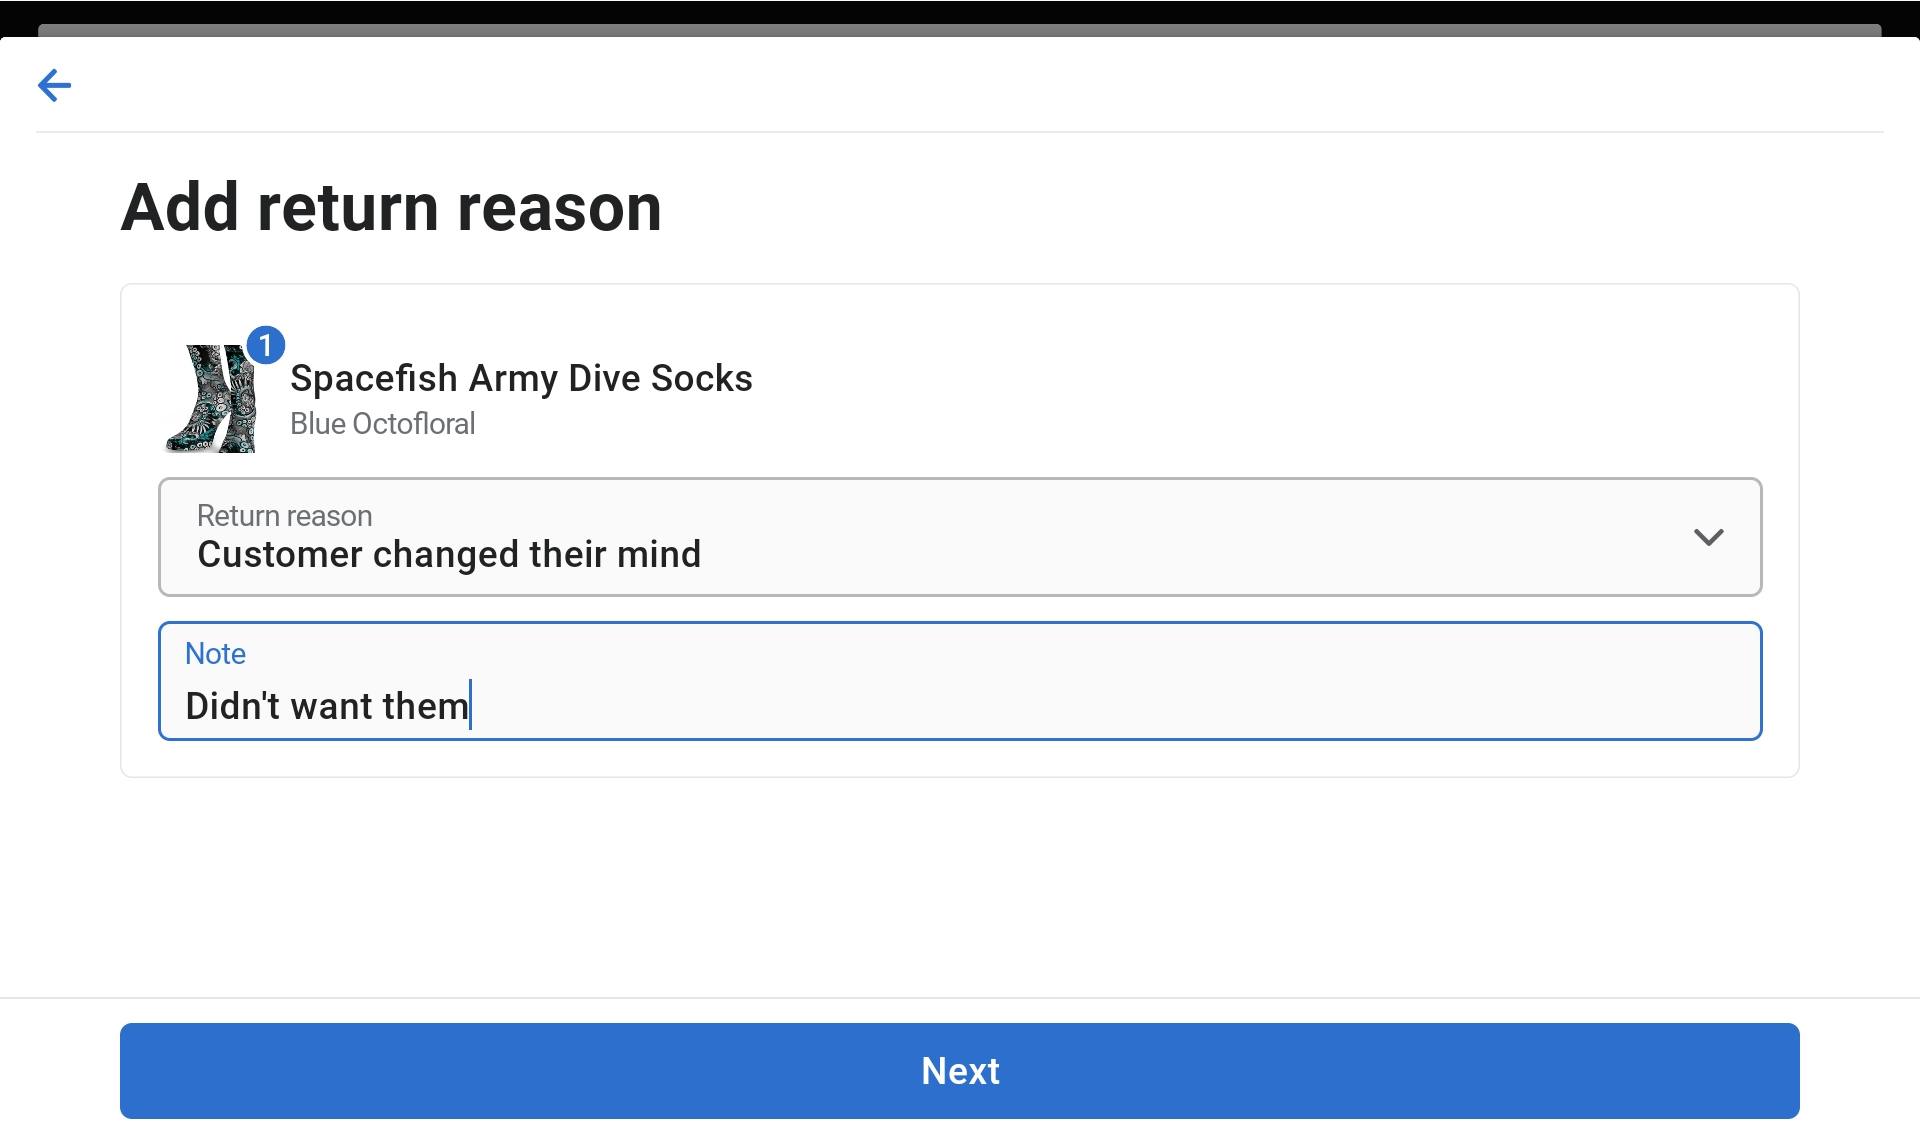 Add return reason
1
Spacefish Army Dive Socks
Blue Octofloral
Return reason
Customer changed their mind
Note
Didn't want them
Next